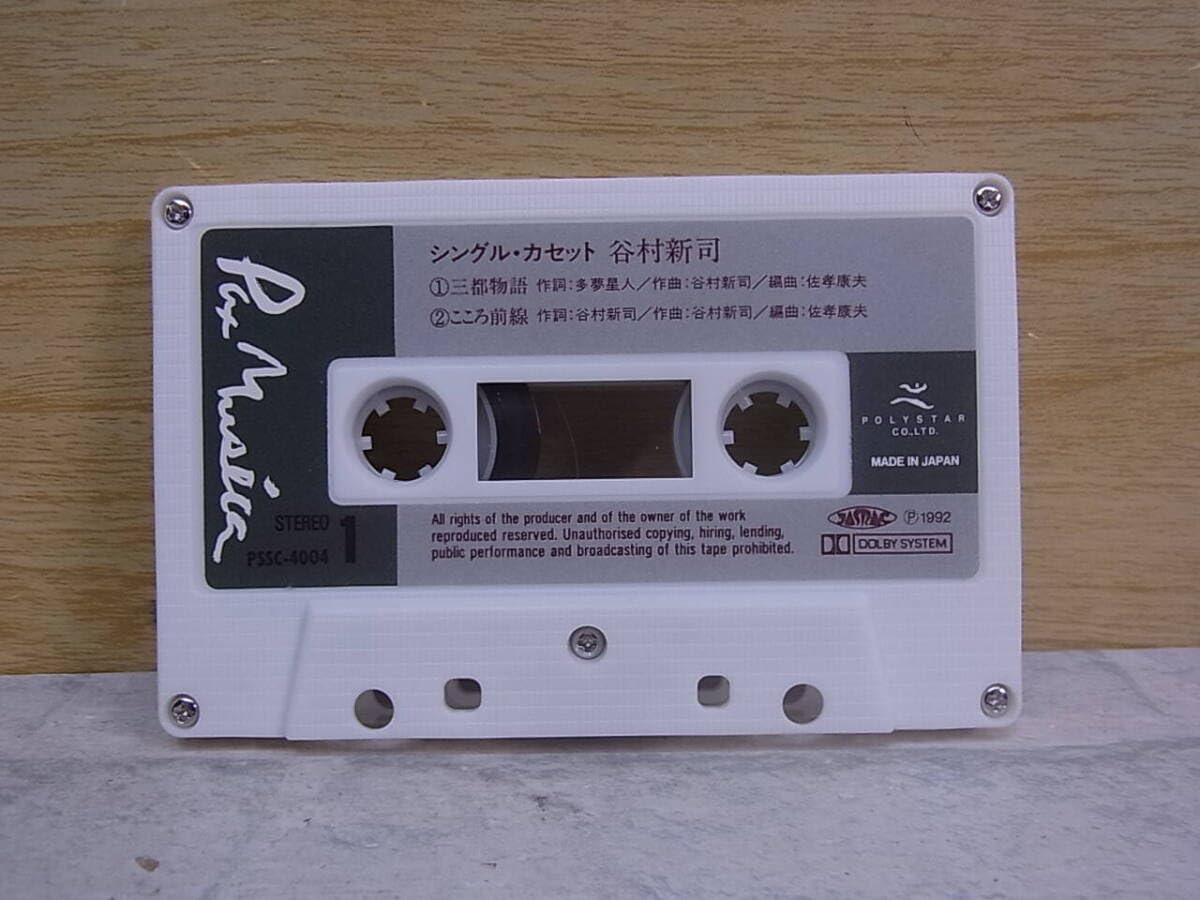 シングル・カセット 谷村新司
①三都物語 作詞:多夢星人/作曲:谷村新司/編曲:佐孝康夫
②こころ前線 作詞:谷村新司/作曲:谷村新司/編曲:佐孝康夫
Pax Musica
POLYSTAR
CO.,LTD.
MADE IN JAPAN
STEREO 1
PSSC-4004
All rights of the producer and of the owner of the work
reproduced reserved. Unauthorised copying, hiring, lending,
public performance and broadcasting of this tape prohibited.
JASRAC Ⓟ1992
DOLBY SYSTEM